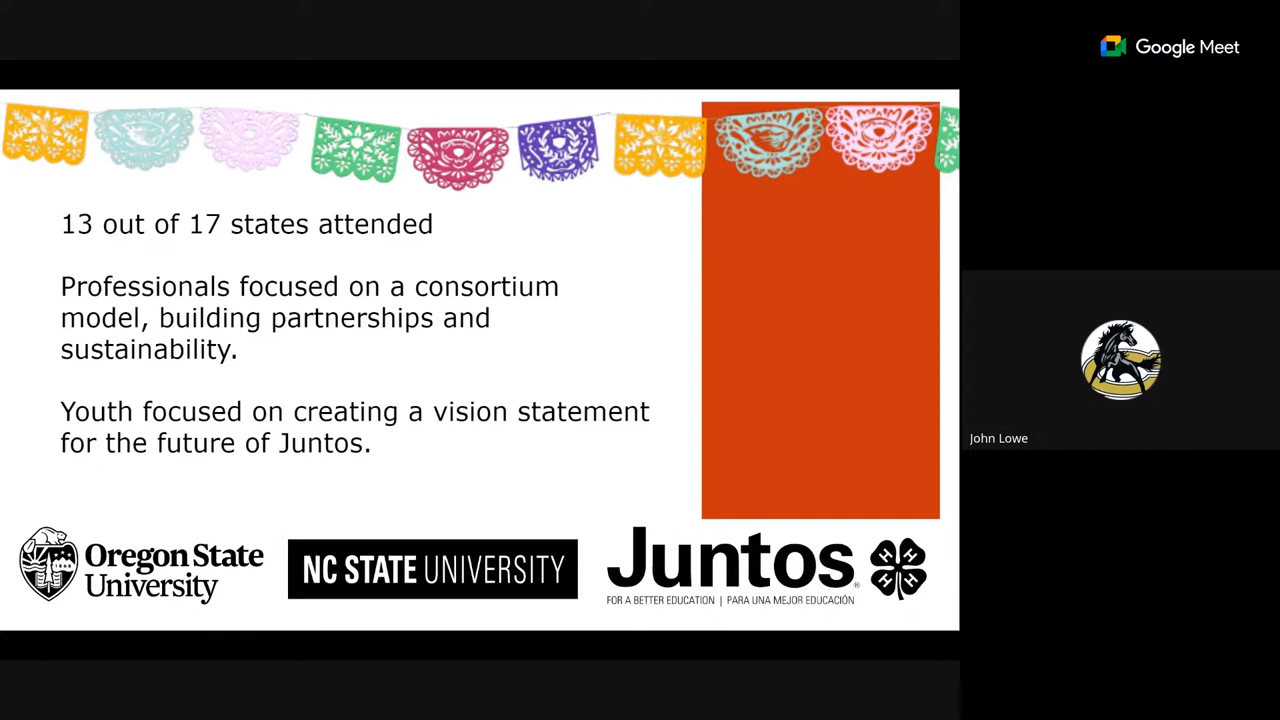 Google Meet
13 out of 17 states attended
Professionals focused on a consortium
model, building partnerships and
sustainability.
Youth focused on creating a vision statement
for the future of Juntos.
John Lowe
Oregon State
University
NC STATE UNIVERSITY
Juntos®
FOR A BETTER EDUCATION | PARA UNA MEJOR EDUCACIÓN
H H
H H